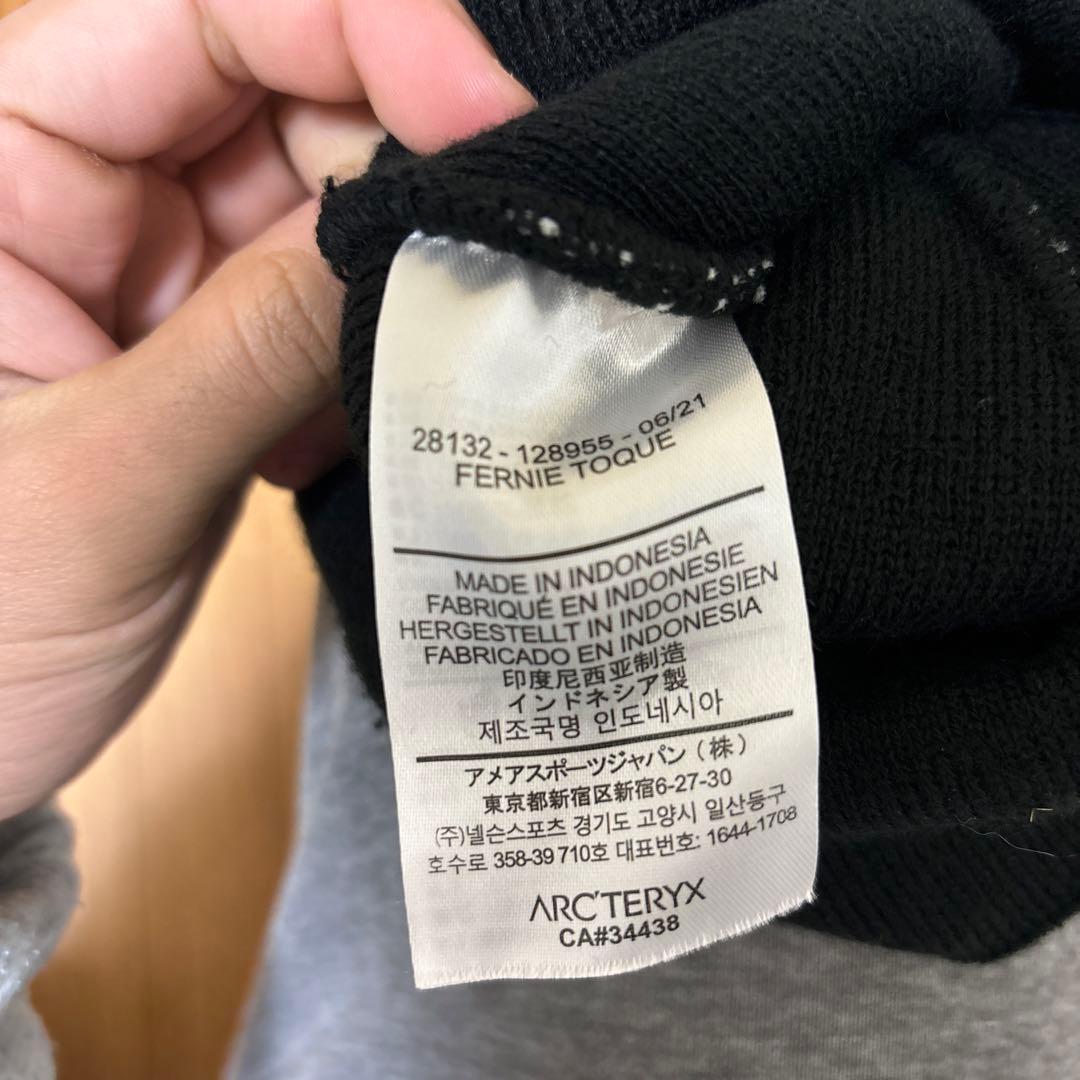 28132 - 128955 - 06/21
FERNIE TOQUE
MADE IN INDONESIA
FABRIQUÉ EN INDONESIE
HERGESTELLT IN INDONESIEN
FABRICADO EN INDONESIA
印度尼西亚制造
インドネシア製
제조국명 인도네시아
アメアスポーツジャパン（株）
東京都新宿区新宿6-27-30
(주)넬슨스포츠 경기도 고양시 일산동구
호수로 358-39 710호 대표번호: 1644-1708
ARC'TERYX
CA#34438